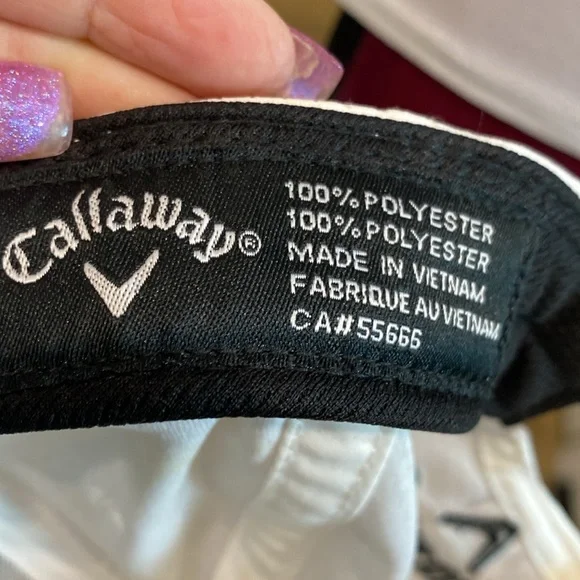 Callaway®
100% POLYESTER
100% POLYESTER
MADE IN VIETNAM
FABRIQUE AU VIETNAM
CA#55666